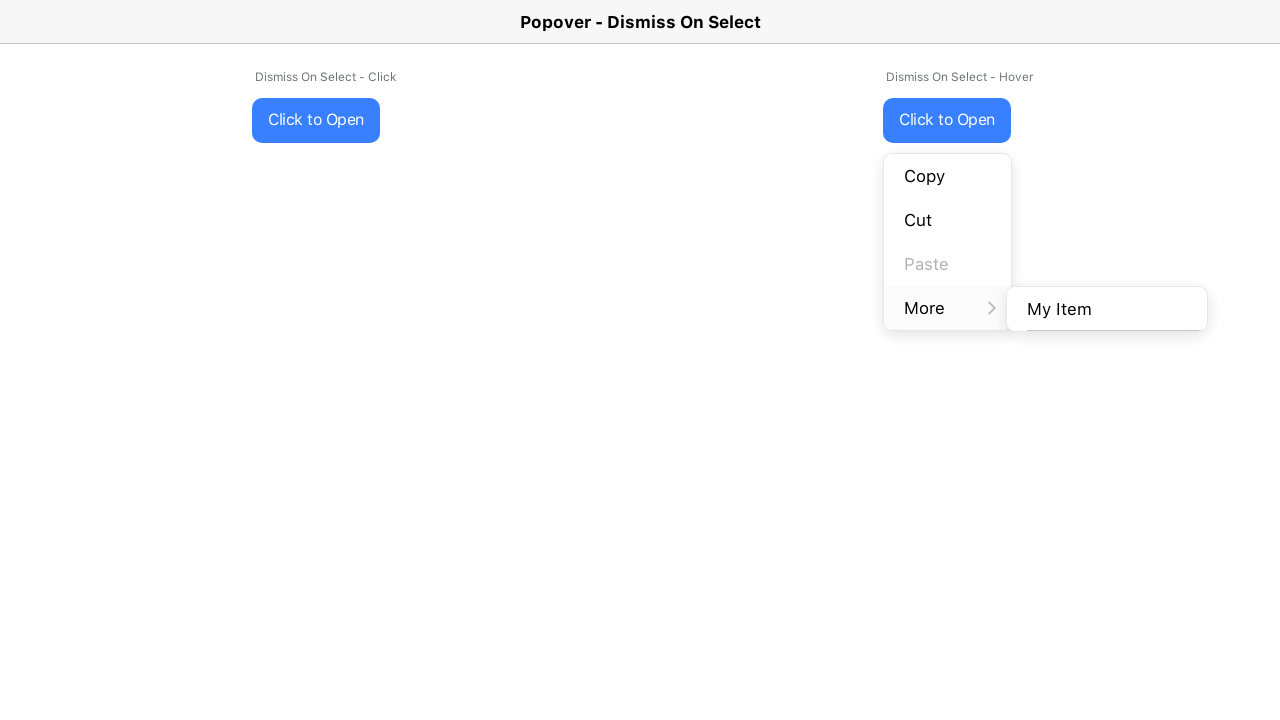 Popover - Dismiss On Select
Dismiss On Select - Click
Click to Open
Dismiss On Select - Hover
Click to Open
Copy
Cut
Paste
More
My Item